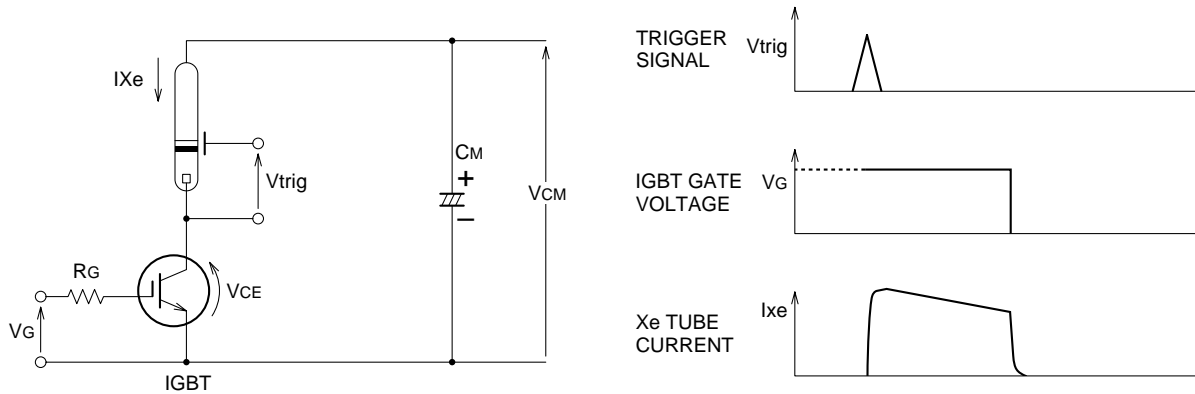 IXe
Vtrig
CM
+
–
VCM
RG
VCE
VG
IGBT
TRIGGER
SIGNAL
Vtrig
IGBT GATE
VOLTAGE
VG
Xe TUBE
CURRENT
Ixe